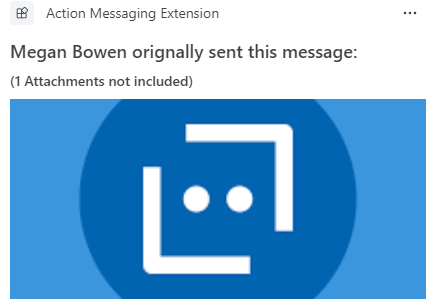 Action Messaging Extension
Megan Bowen orignally sent this message:
(1 Attachments not included)